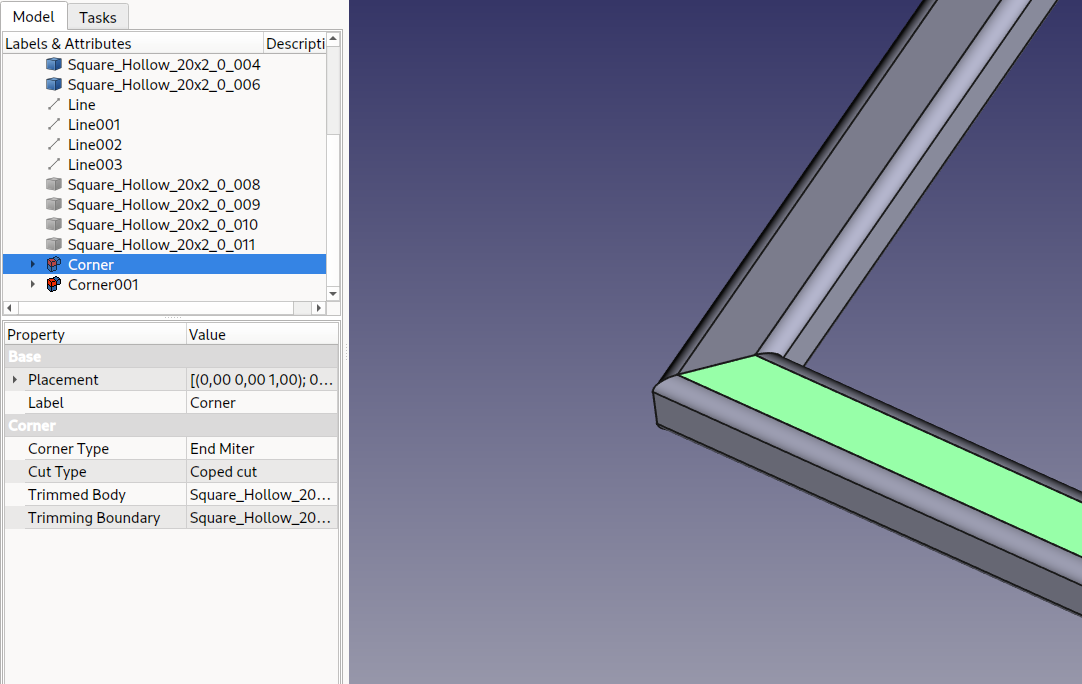 Model Tasks
Labels & Attributes Descripti
Square_Hollow_20x2_0_004
Square_Hollow_20x2_0_006
Line
Line001
Line002
Line003
Square_Hollow_20x2_0_008
Square_Hollow_20x2_0_009
Square_Hollow_20x2_0_010
Square_Hollow_20x2_0_011
Corner
Corner001
Property Value
Base
Placement [(0,00 0,00 1,00); 0...
Label Corner
Corner
Corner Type End Miter
Cut Type Coped cut
Trimmed Body Square_Hollow_20...
Trimming Boundary Square_Hollow_20...